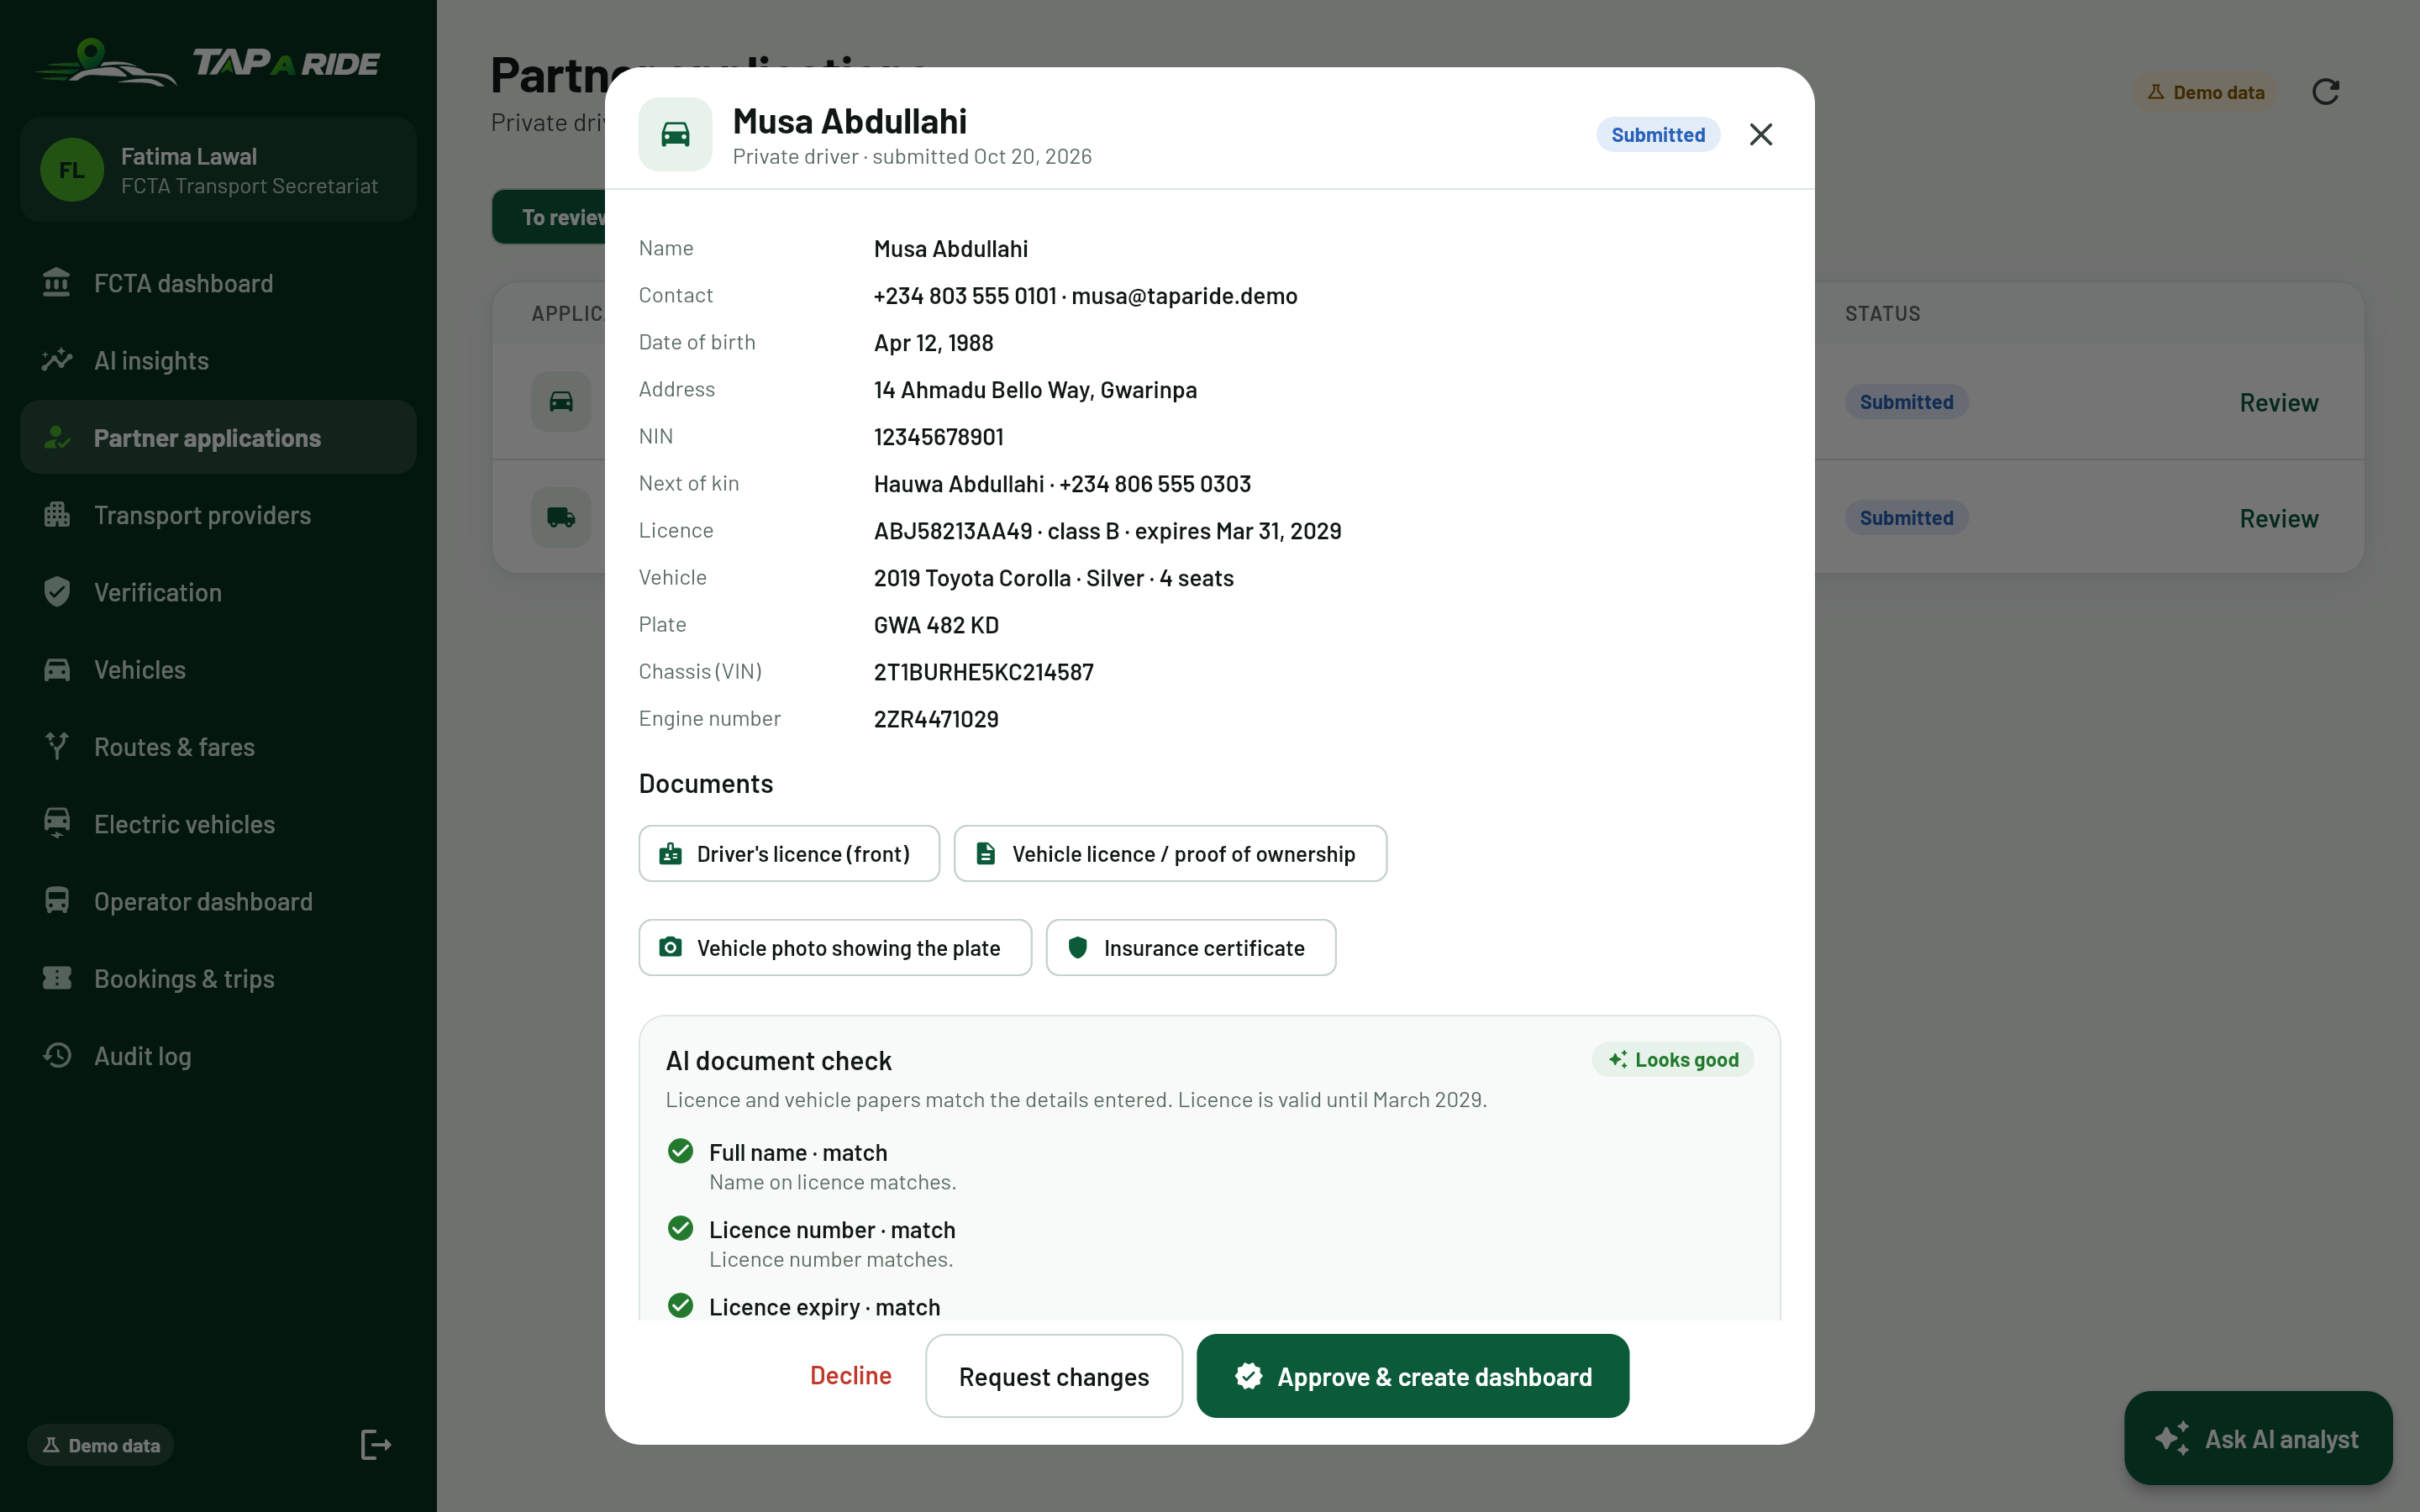 TAP A RIDE
FL
Fatima Lawal
FCTA Transport Secretariat
FCTA dashboard
AI insights
Partner applications
Transport providers
Verification
Vehicles
Routes & fares
Electric vehicles
Operator dashboard
Bookings & trips
Audit log
Demo data
Demo data
To review
STATUS
Submitted
Review
Submitted
Review
Musa Abdullahi
Private driver · submitted Oct 20, 2026
Submitted
Name
Musa Abdullahi
Contact
+234 803 555 0101 · musa@taparide.demo
Date of birth
Apr 12, 1988
Address
14 Ahmadu Bello Way, Gwarinpa
NIN
12345678901
Next of kin
Hauwa Abdullahi · +234 806 555 0303
Licence
ABJ58213AA49 · class B · expires Mar 31, 2029
Vehicle
2019 Toyota Corolla · Silver · 4 seats
Plate
GWA 482 KD
Chassis (VIN)
2T1BURHE5KC214587
Engine number
2ZR4471029
Documents
Driver's licence (front)
Vehicle licence / proof of ownership
Vehicle photo showing the plate
Insurance certificate
AI document check
Looks good
Licence and vehicle papers match the details entered. Licence is valid until March 2029.
Full name · match
Name on licence matches.
Licence number · match
Licence number matches.
Licence expiry · match
Decline
Request changes
Approve & create dashboard
Ask AI analyst